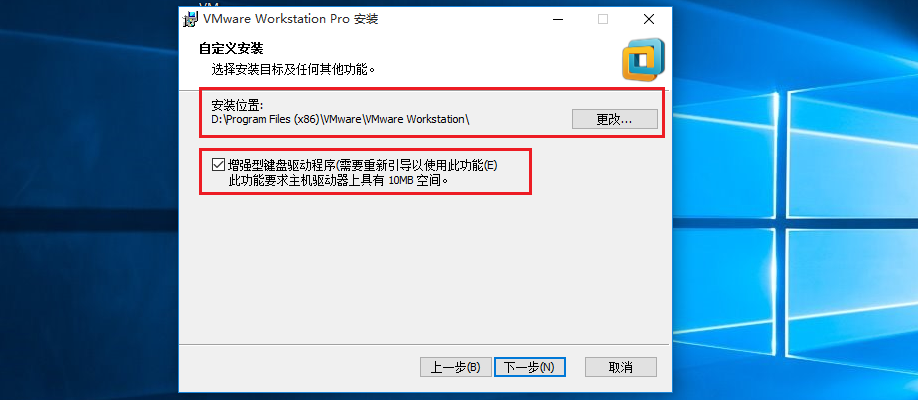 VMware Workstation Pro 安装
自定义安装
选择安装目标及任何其他功能。
安装位置:
D:\Program Files (x86)\VMware\VMware Workstation\
更改...
增强型键盘驱动程序(需要重新引导以使用此功能(E)
此功能要求主机驱动器上具有 10MB 空间。
上一步(B)
下一步(N)
取消